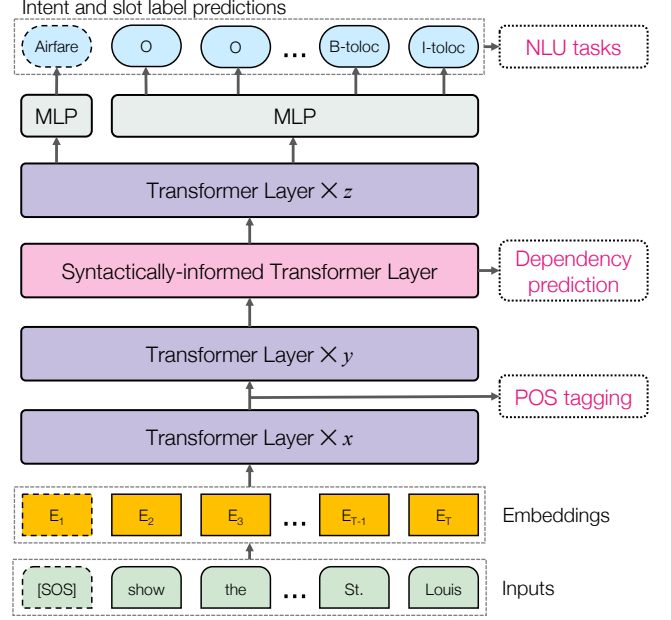 Intent and slot label predictions
Airfare O O ... B-toloc I-toloc NLU tasks
MLP MLP
Transformer Layer × z
Syntactically-informed Transformer Layer Dependency
prediction
Transformer Layer × y
POS tagging
Transformer Layer × x
E1 E2 E3 ... ET-1 ET Embeddings
[SOS] show the ... St. Louis Inputs